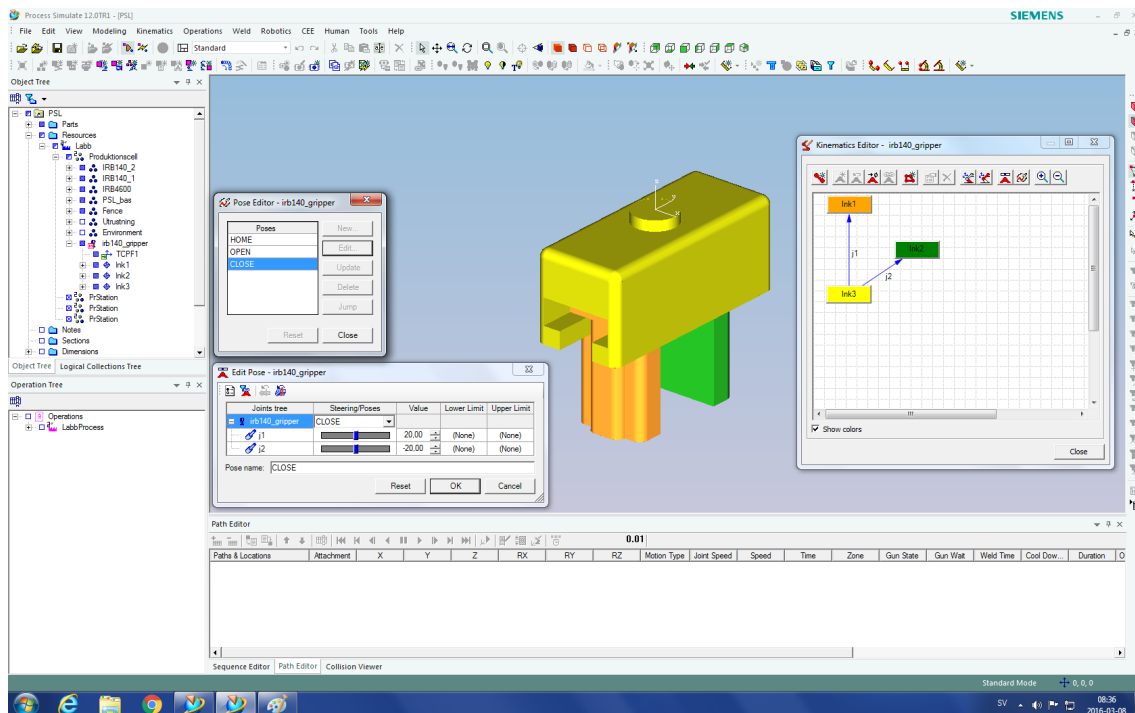 Process Simulate 12.0TR1 - [PSL]
SIEMENS
File Edit View Modeling Kinematics Operations Weld Robotics CEE Human Tools Window Help
Standard
Object Tree
PSL
Parts
Resources
Labb
Produktionscell
IRB140_2
IRB140_1
IRB4600
PSL_bas
Fence
Utrustning
Environment
irb140_gripper
TCPF1
lnk1
lnk2
lnk3
PrStation
PrStation
PrStation
Notes
Sections
Dimensions
Object Tree Logical Collections Tree
Operation Tree
Operations
LabbProcess
Pose Editor - irb140_gripper
Poses
HOME
OPEN
CLOSE
New...
Edit...
Update
Delete
Jump
Reset Close
Edit Pose - irb140_gripper
Joints tree Steering/Poses Value Lower Limit Upper Limit
irb140_gripper CLOSE
j1 20,00 (None) (None)
j2 -20,00 (None) (None)
Pose name: CLOSE
Reset OK Cancel
Kinematics Editor - irb140_gripper
lnk1
lnk2
j1
j2
lnk3
Show colors
Close
Path Editor
0.01
Paths & Locations Attachment X Y Z RX RY RZ Motion Type Joint Speed Speed Time Zone Gun State Gun Wait Weld Time Cool Dow... Duration O
Sequence Editor Path Editor Collision Viewer
Standard Mode 0, 0, 0
SV 08:36
2016-03-08